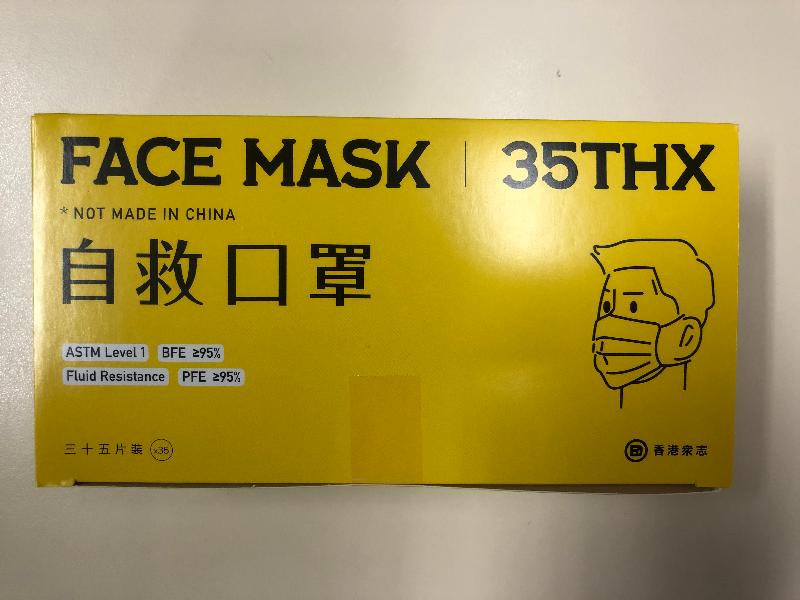 FACE MASK | 35THX
* NOT MADE IN CHINA
自救口罩
ASTM Level 1 BFE ≥95%
Fluid Resistance PFE ≥95%
三十五片裝 x35
香港眾志